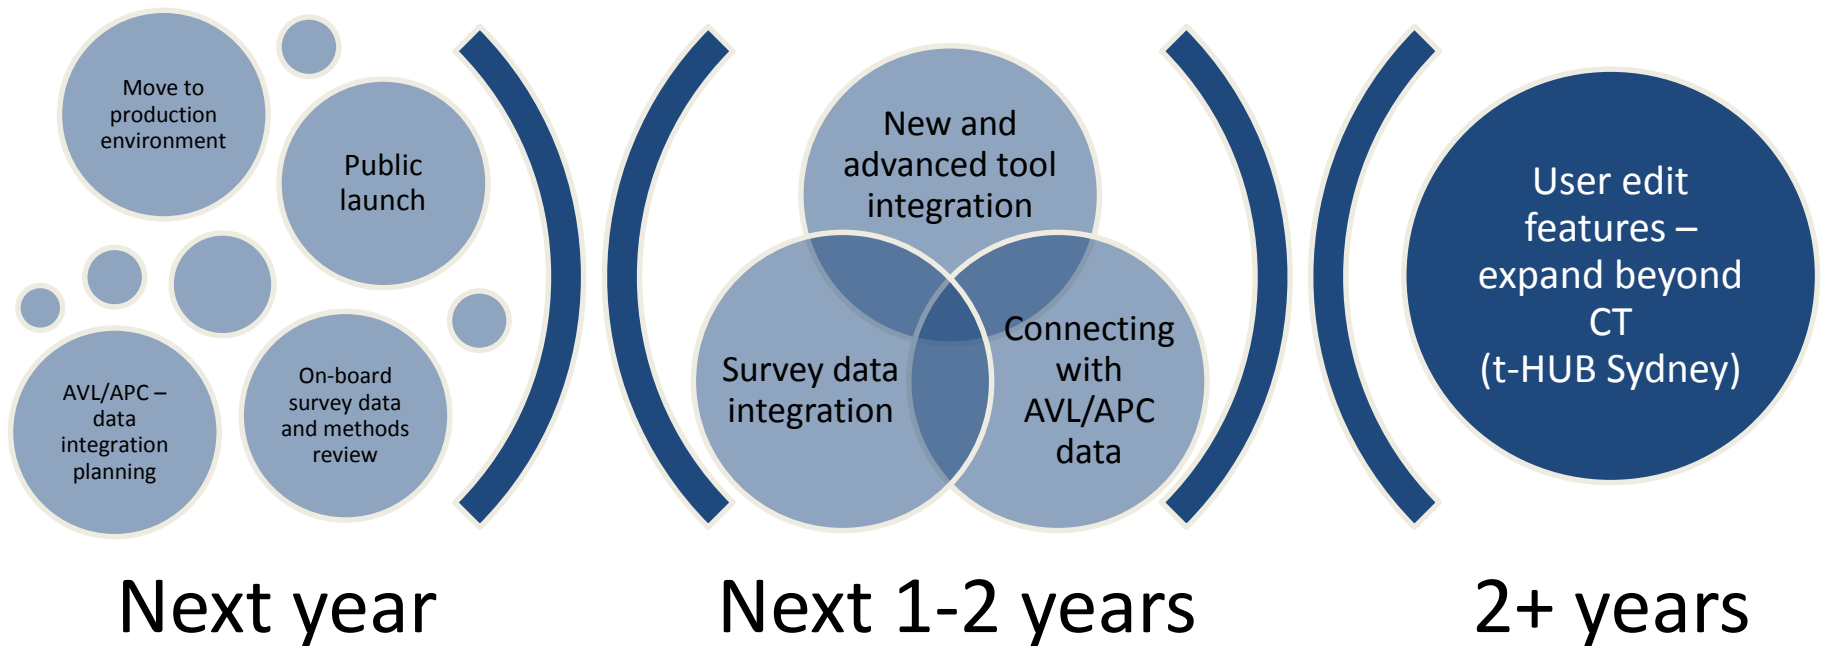 Move to
production
environment
Public
launch
AVL/APC –
data
integration
planning
On-board
survey data
and methods
review
Next year
New and
advanced tool
integration
Survey data
integration
Connecting
with
AVL/APC
data
Next 1-2 years
User edit
features –
expand beyond
CT
(t-HUB Sydney)
2+ years